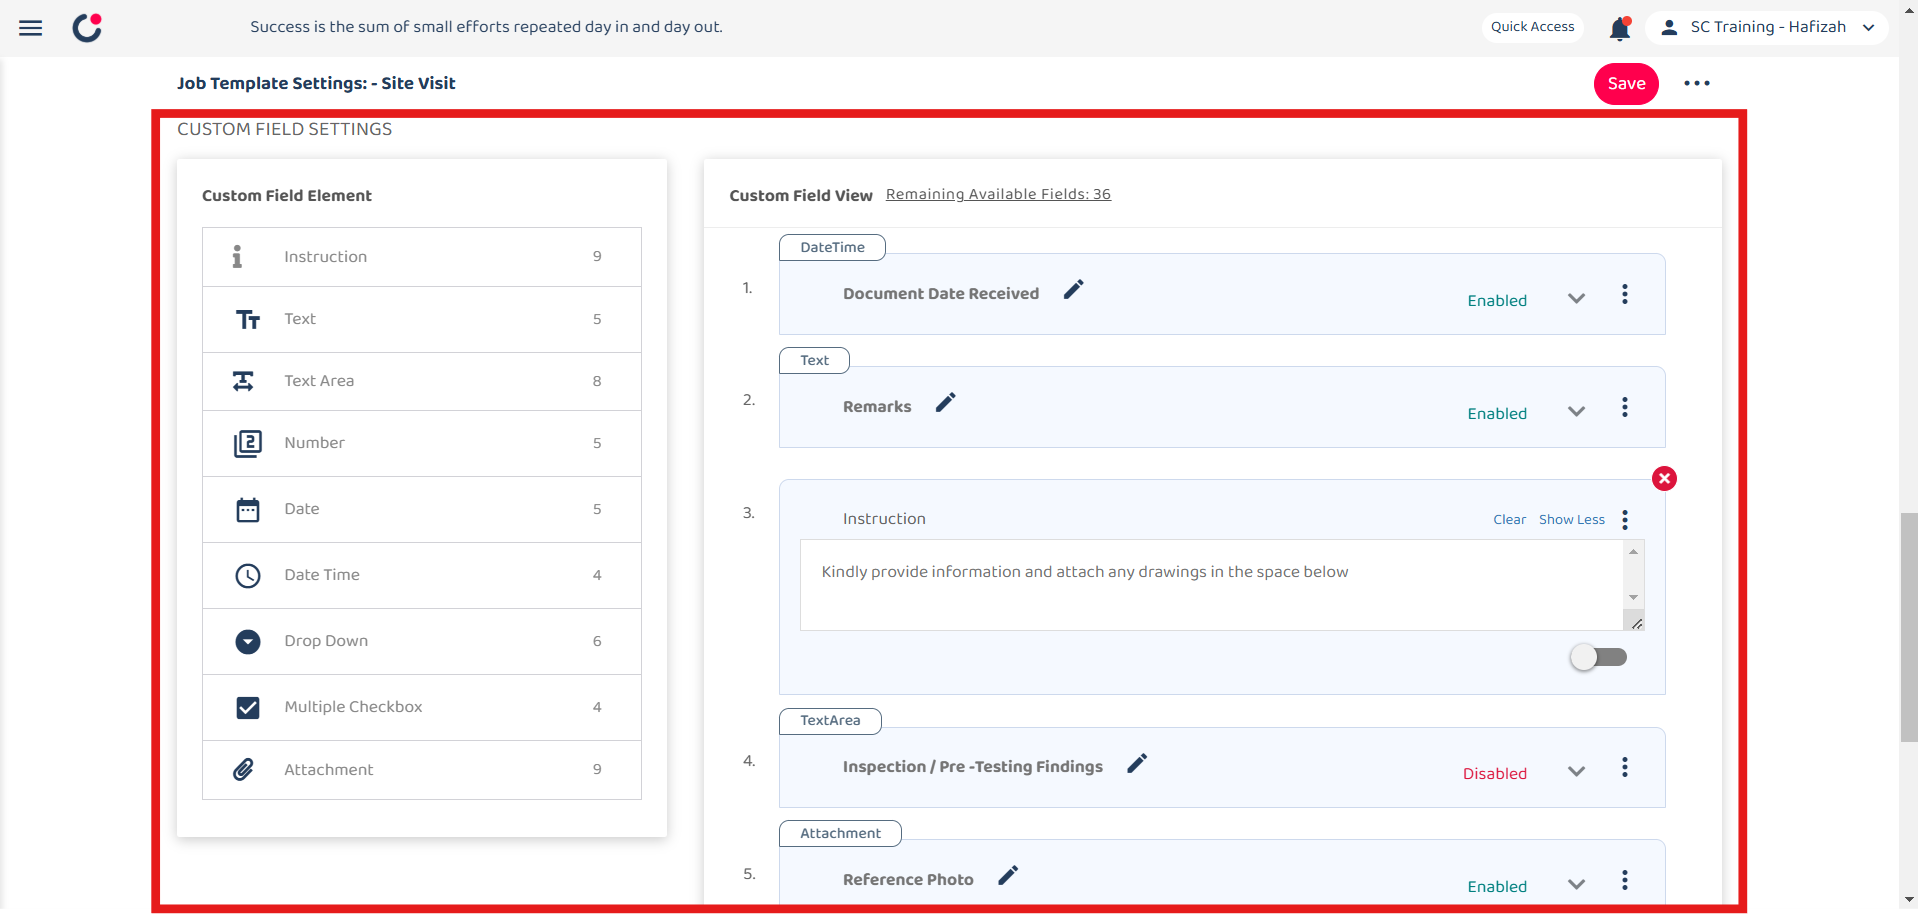 Success is the sum of small efforts repeated day in and day out.
Quick Access
SC Training - Hafizah
Job Template Settings: - Site Visit
Save
CUSTOM FIELD SETTINGS
Custom Field Element
Instruction 9
Text 5
Text Area 8
Number 5
Date 5
Date Time 4
Drop Down 6
Multiple Checkbox 4
Attachment 9
Custom Field View Remaining Available Fields: 36
DateTime
1. Document Date Received Enabled
Text
2. Remarks Enabled
3. Instruction Clear Show Less
Kindly provide information and attach any drawings in the space below
TextArea
4. Inspection / Pre -Testing Findings Disabled
Attachment
5. Reference Photo Enabled